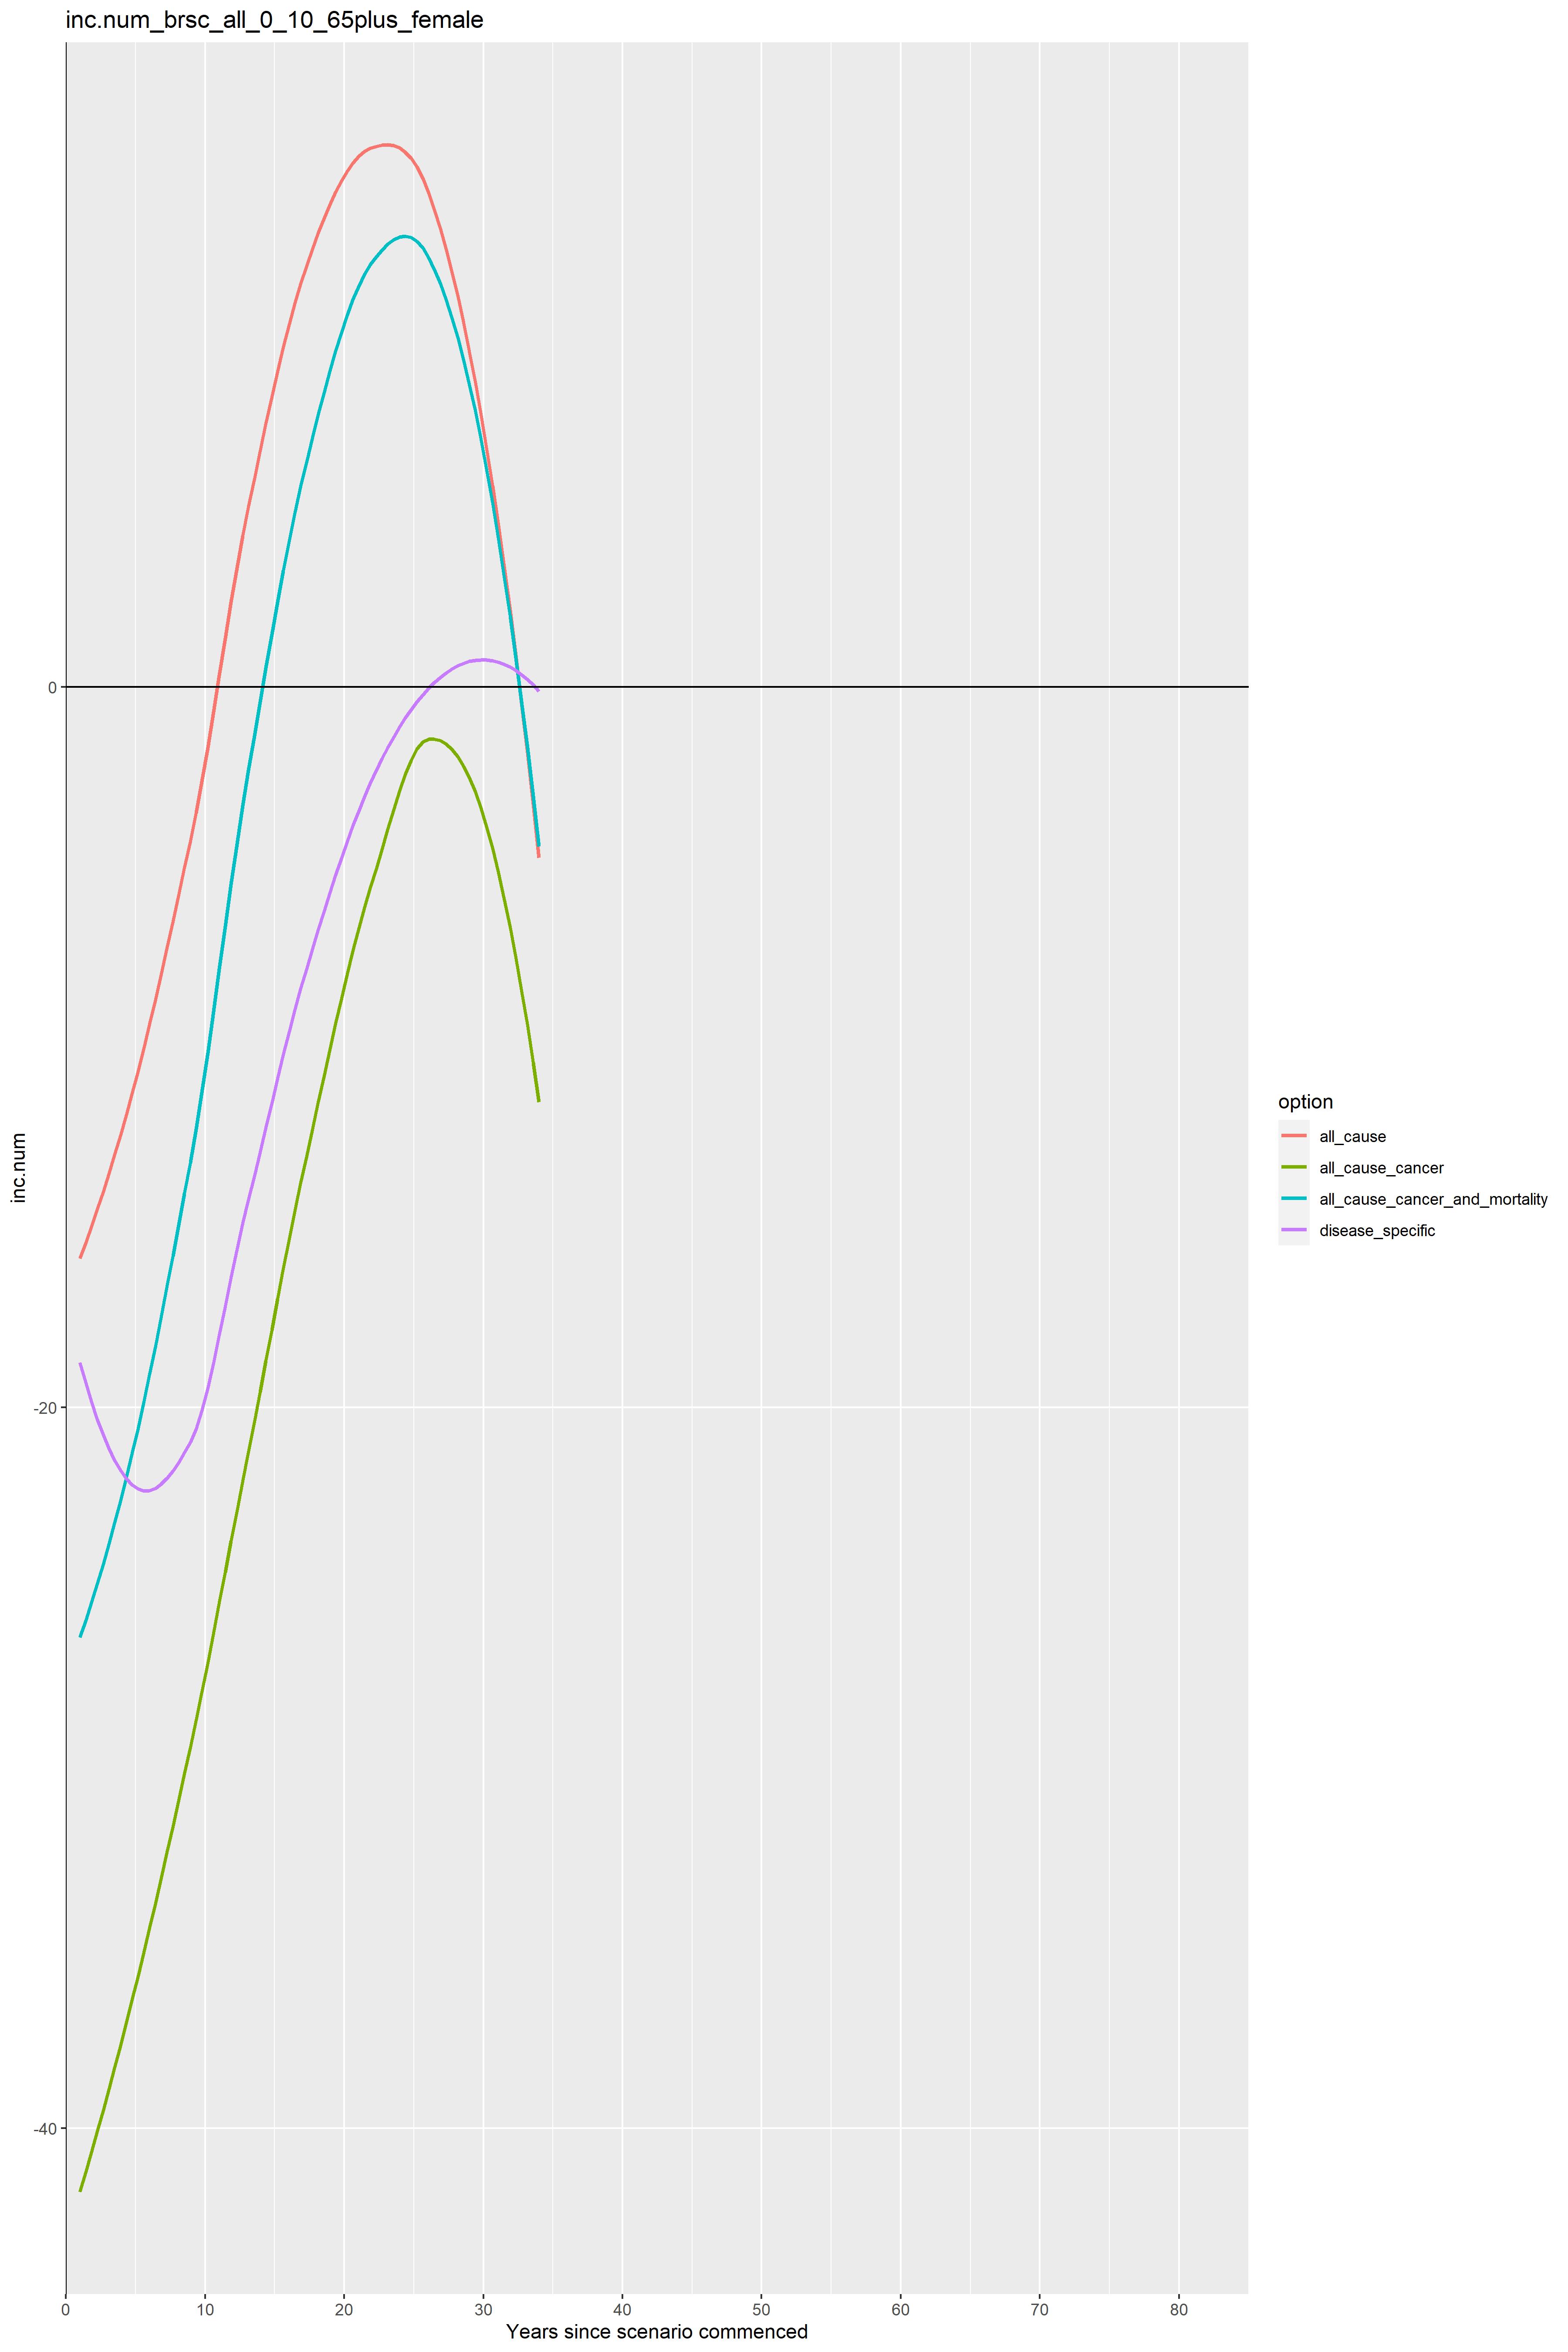 inc.num_brsc_all_0_10_65plus_female
0
-20
-40
inc.num
0 10 20 30 40 50 60 70 80
Years since scenario commenced
option
all_cause
all_cause_cancer
all_cause_cancer_and_mortality
disease_specific